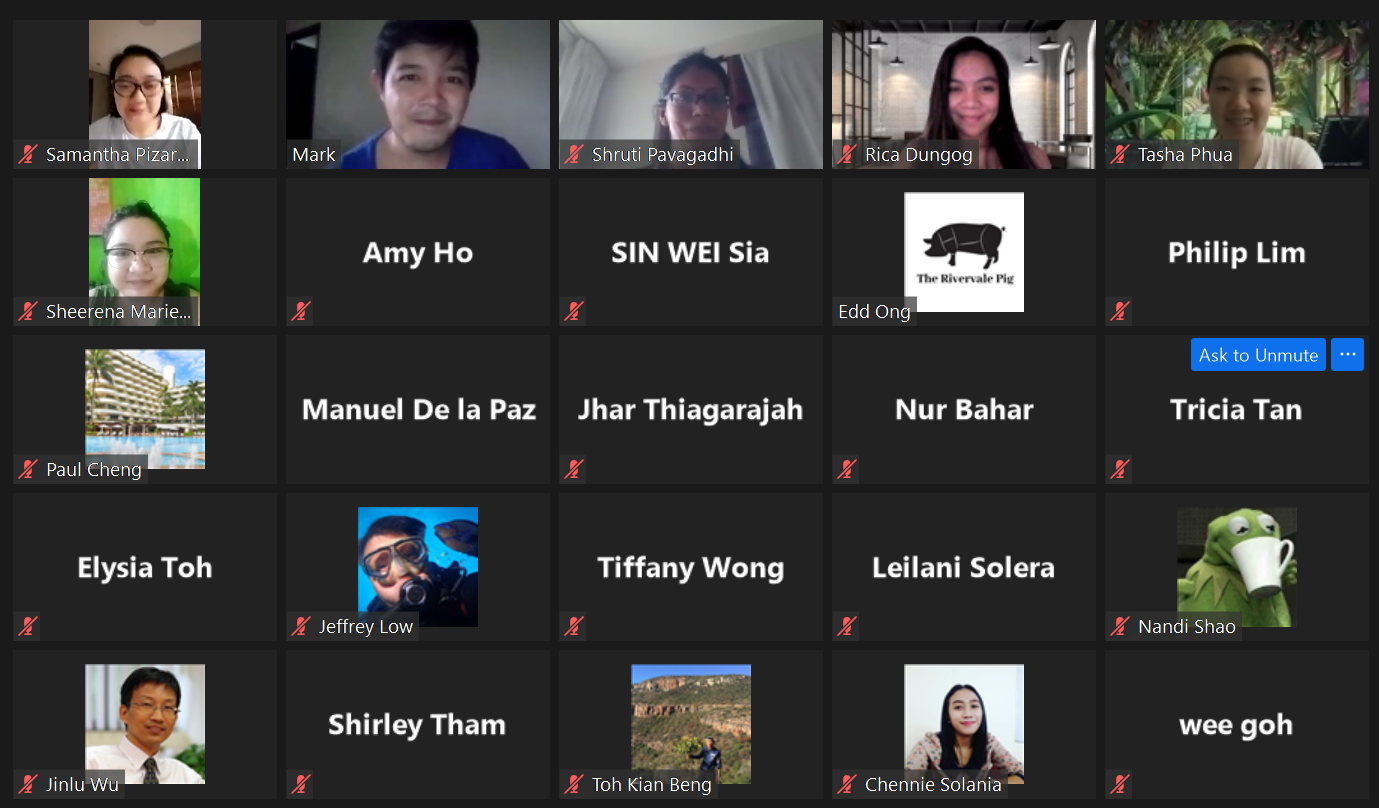 Samantha Pizar...
Mark
Shruti Pavagadhi
Rica Dungog
Tasha Phua
Sheerena Marie...
Amy Ho
SIN WEI Sia
The Rivervale Pig
Edd Ong
Philip Lim
Paul Cheng
Manuel De la Paz
Jhar Thiagarajah
Nur Bahar
Ask to Unmute
Tricia Tan
Elysia Toh
Jeffrey Low
Tiffany Wong
Leilani Solera
Nandi Shao
Jinlu Wu
Shirley Tham
Toh Kian Beng
Chennie Solania
wee goh